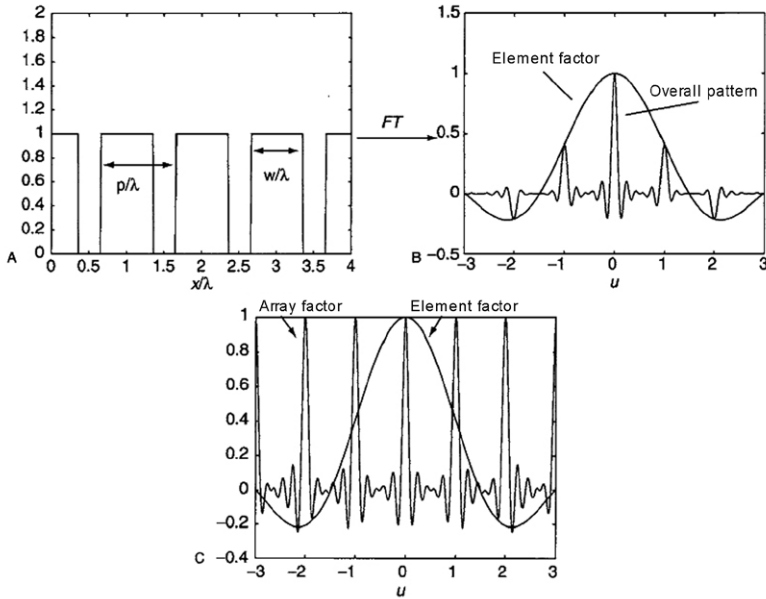 2
1.8
1.6
1.4
1.2
1
0.8
0.6
0.4
0.2
0
p/λ
w/λ
0 0.5 1 1.5 2 2.5 3 3.5 4
x/λ
A
FT
1.5
1
0.5
0
−0.5
Element factor
Overall pattern
−3 −2 −1 0 1 2 3
u
B
Array factor
Element factor
1
0.8
0.6
0.4
0.2
0
−0.2
−0.4
−3 −2 −1 0 1 2 3
u
C